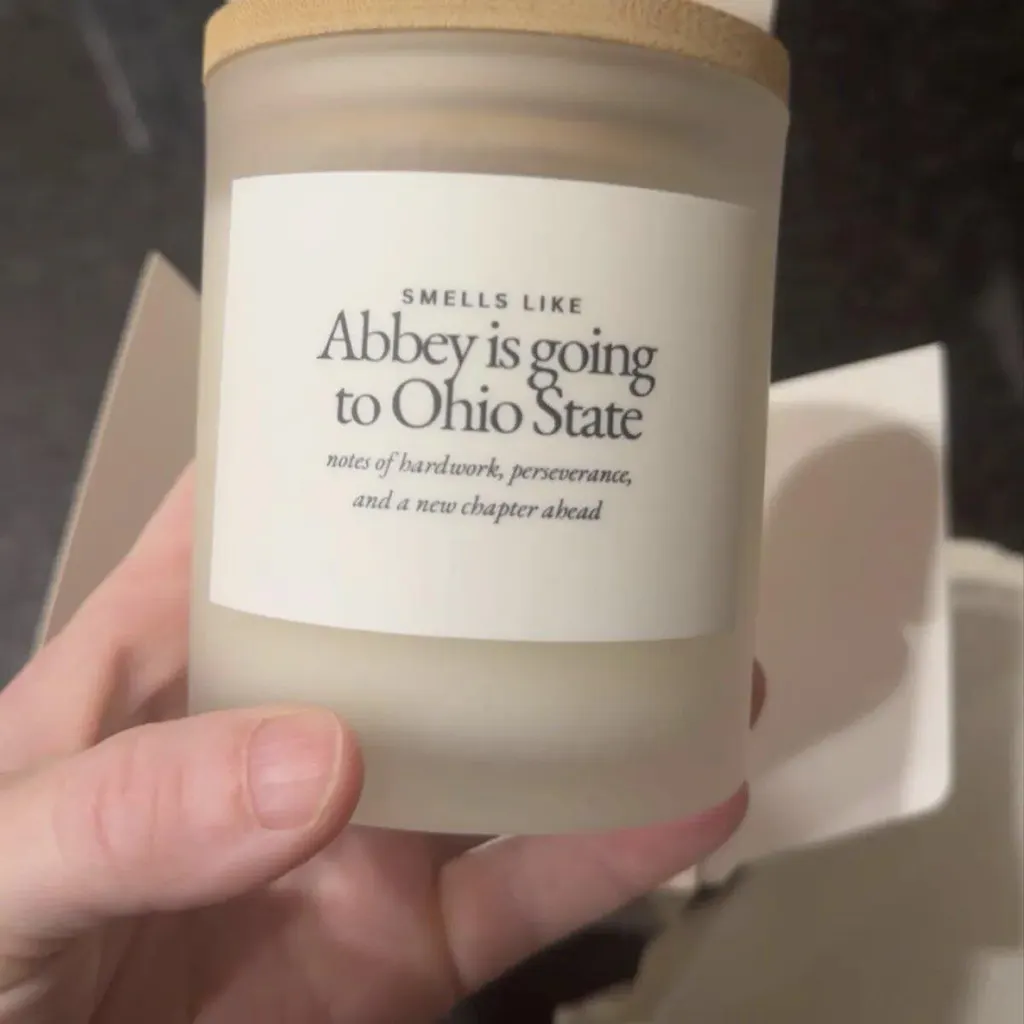 SMELLS LIKE
Abbey is going
to Ohio State
notes of hardwork, perseverance,
and a new chapter ahead